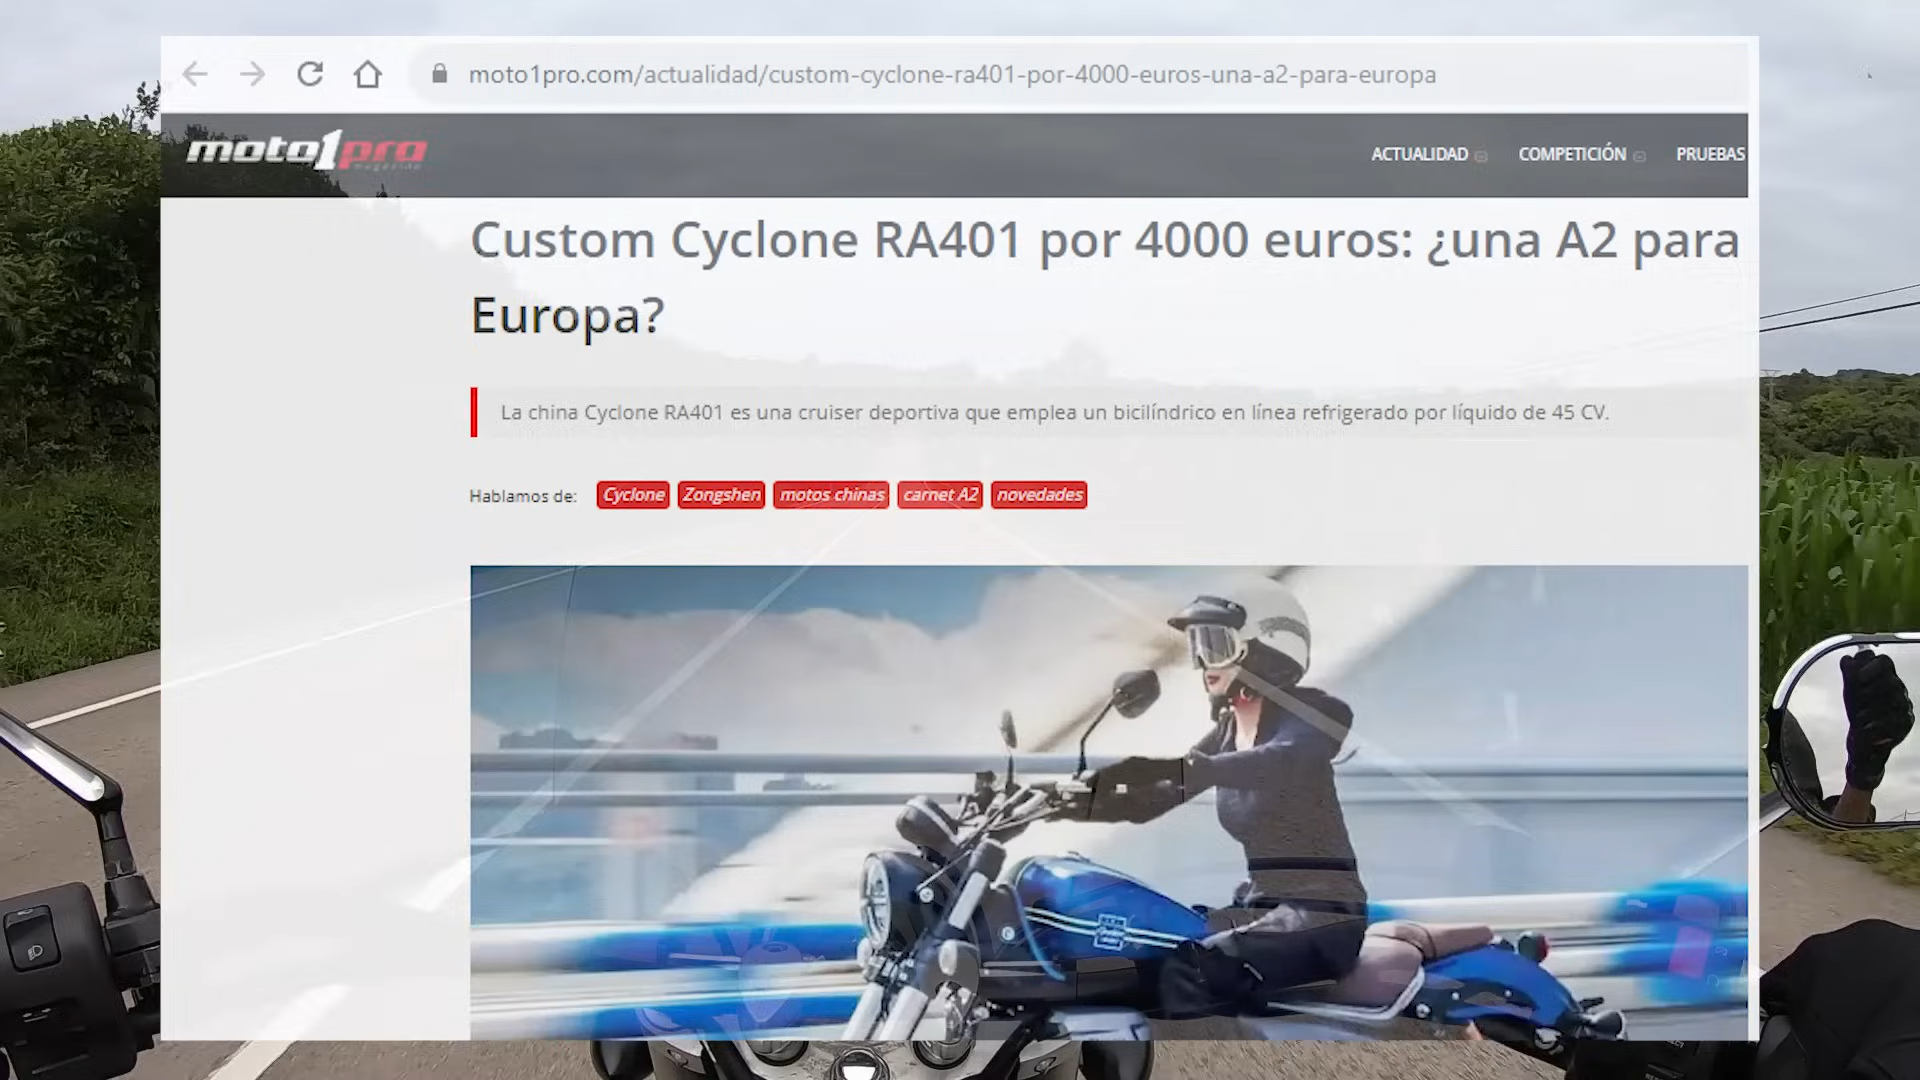 moto1pro.com/actualidad/custom-cyclone-ra401-por-4000-euros-una-a2-para-europa
moto1pro
magazine
ACTUALIDAD COMPETICIÓN PRUEBAS
Custom Cyclone RA401 por 4000 euros: ¿una A2 para
Europa?
La china Cyclone RA401 es una cruiser deportiva que emplea un bicilíndrico en línea refrigerado por líquido de 45 CV.
Hablamos de: Cyclone Zongshen motos chinas carnet A2 novedades